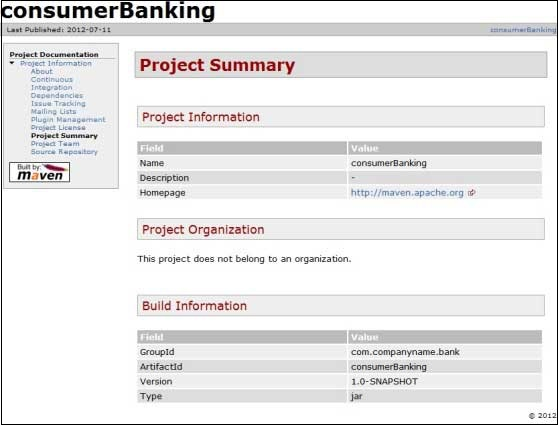 consumerBanking
Last Published: 2012-07-11 consumerBanking
Project Documentation
Project Information
About
Continuous
Integration
Dependencies
Issue Tracking
Mailing Lists
Plugin Management
Project License
Project Summary
Project Team
Source Repository
Built by:
maven
Project Summary
Project Information
Field Value
Name consumerBanking
Description -
Homepage http://maven.apache.org
Project Organization
This project does not belong to an organization.
Build Information
Field Value
GroupId com.companyname.bank
ArtifactId consumerBanking
Version 1.0-SNAPSHOT
Type jar
© 2012